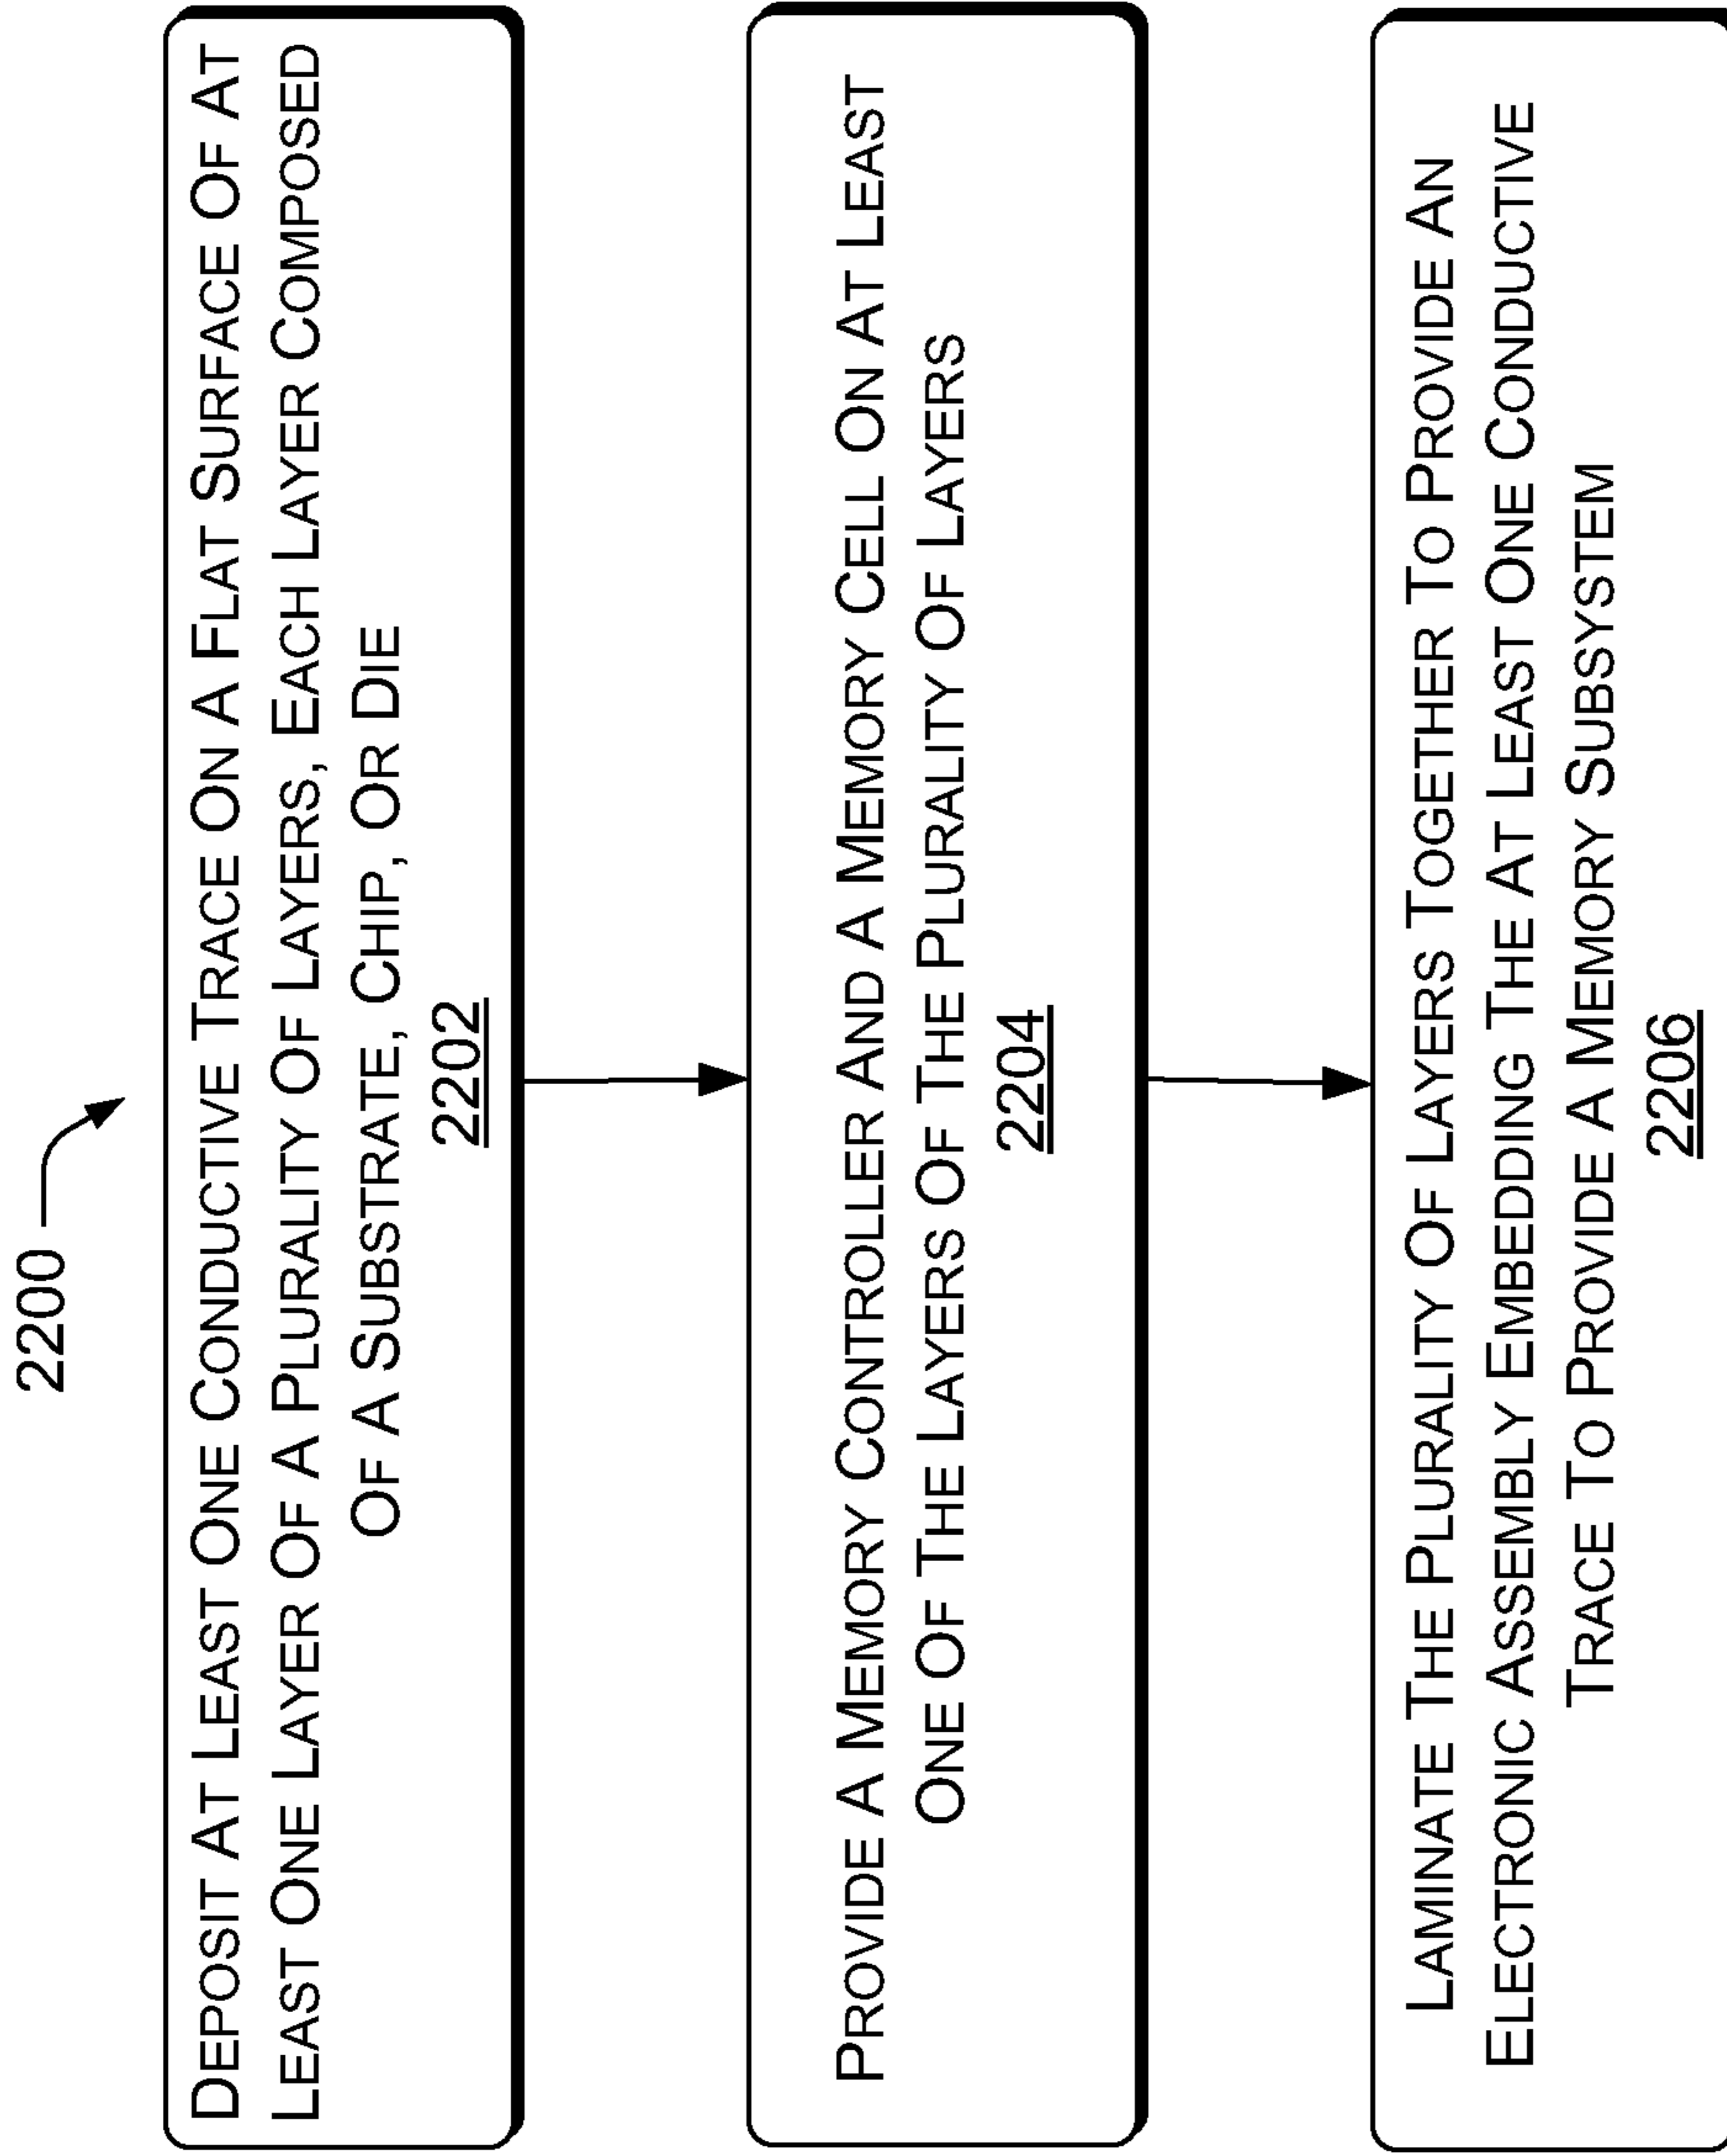 2200
DEPOSIT AT LEAST ONE CONDUCTIVE TRACE ON A FLAT SURFACE OF AT
LEAST ONE LAYER OF A PLURALITY OF LAYERS, EACH LAYER COMPOSED
OF A SUBSTRATE, CHIP, OR DIE
2202
PROVIDE A MEMORY CONTROLLER AND A MEMORY CELL ON AT LEAST
ONE OF THE LAYERS OF THE PLURALITY OF LAYERS
2204
LAMINATE THE PLURALITY OF LAYERS TOGETHER TO PROVIDE AN
ELECTRONIC ASSEMBLY EMBEDDING THE AT LEAST ONE CONDUCTIVE
TRACE TO PROVIDE A MEMORY SUBSYSTEM
2206